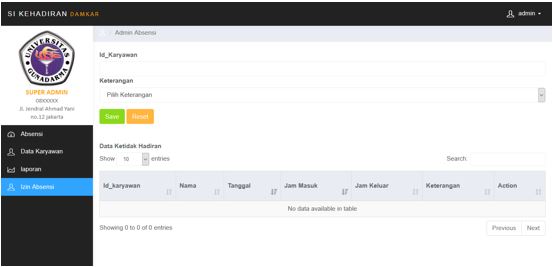 SI KEHADIRAN DAMKAR
admin
/ Admin Absensi
UNIVERSITAS
GUNADARMA
SUPER ADMIN
08XXXXX
Jl. Jendral Ahmad Yani
no.12 jakarta
Absensi
Data Karyawan
laporan
Izin Absensi
Id_Karyawan
Keterangan
Pilih Keterangan
Save Reset
Data Ketidak Hadiran
Show 10 entries
Search:
Id_karyawan Nama Tanggal Jam Masuk Jam Keluar Keterangan Action
No data available in table
Showing 0 to 0 of 0 entries
Previous Next